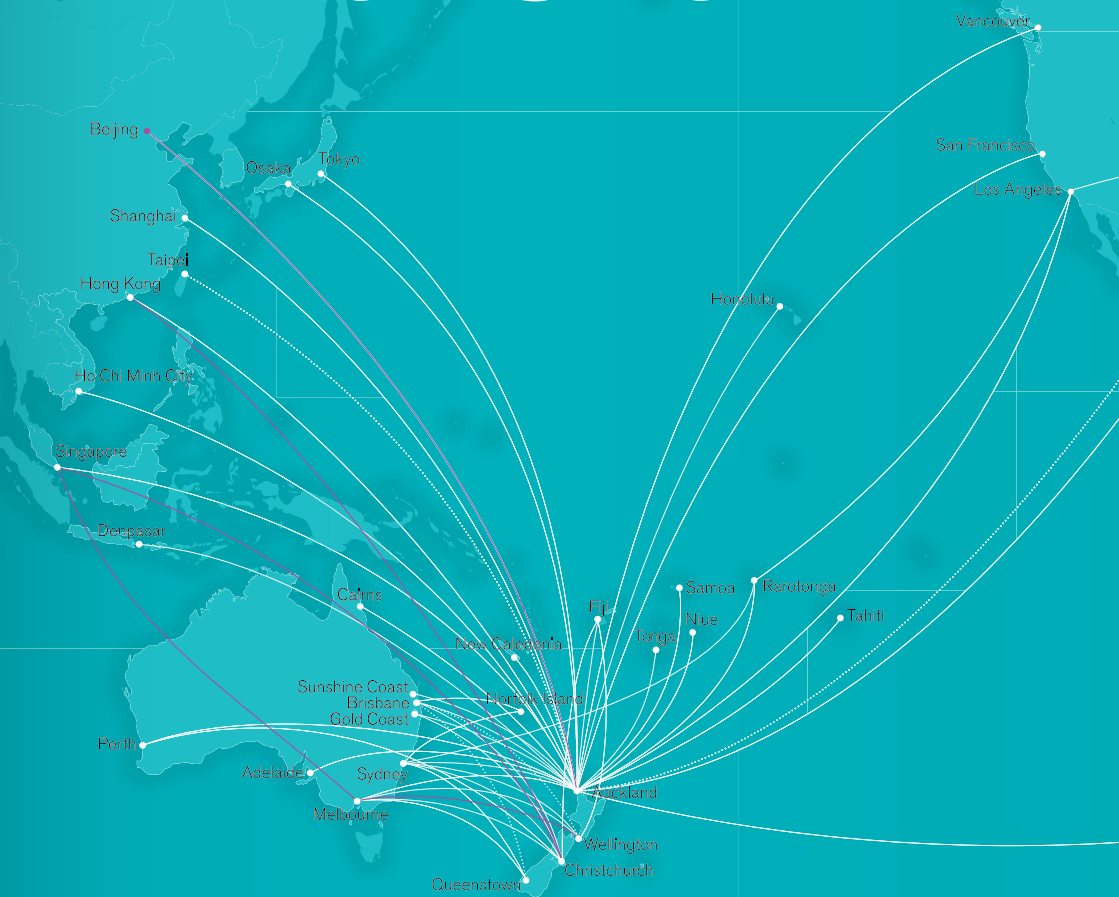 Vancouver
Beijing
San Francisco
Tokyo
Osaka
Los Angeles
Shanghai
Taipei
Hong Kong
Honolulu
Ho Chi Minh City
Singapore
Denpasar
Cairns
Samoa
Rarotonga
Fiji
Niue
Tahiti
Tonga
New Caledonia
Sunshine Coast
Norfolk Island
Brisbane
Gold Coast
Perth
Adelaide
Sydney
Auckland
Melbourne
Wellington
Christchurch
Queenstown